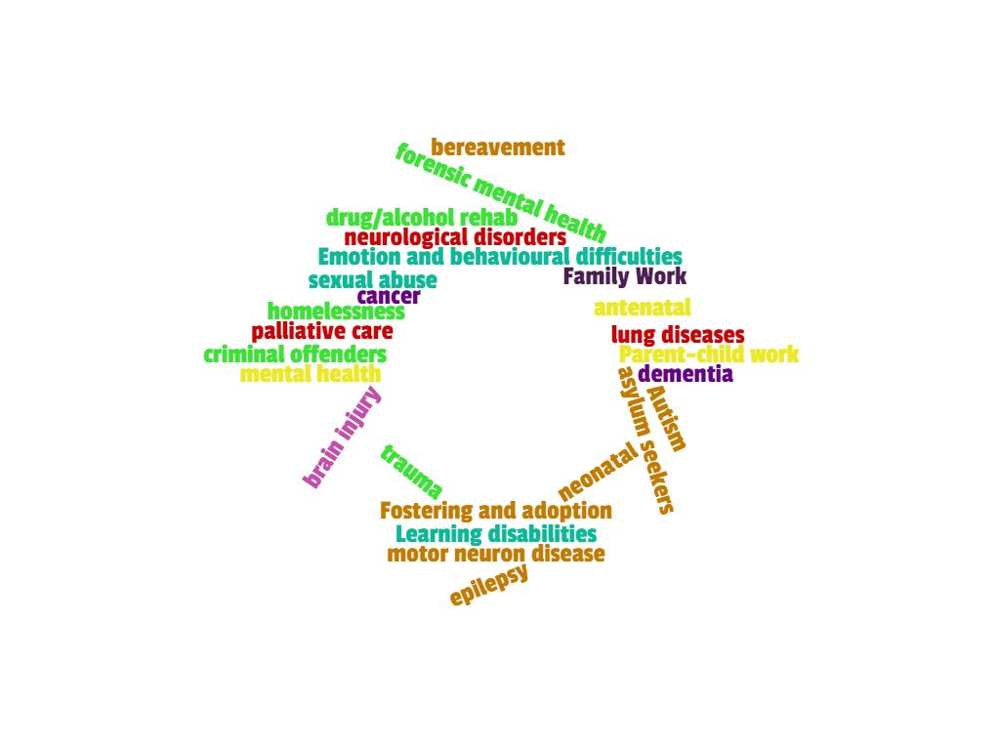 bereavement
forensic mental health
drug/alcohol rehab
neurological disorders
Emotion and behavioural difficulties
sexual abuse
Family Work
cancer
homelessness
antenatal
palliative care
lung diseases
criminal offenders
Parent-child work
mental health
dementia
asylum seekers
Autism
brain injury
trauma
neonatal
Fostering and adoption
Learning disabilities
motor neuron disease
epilepsy